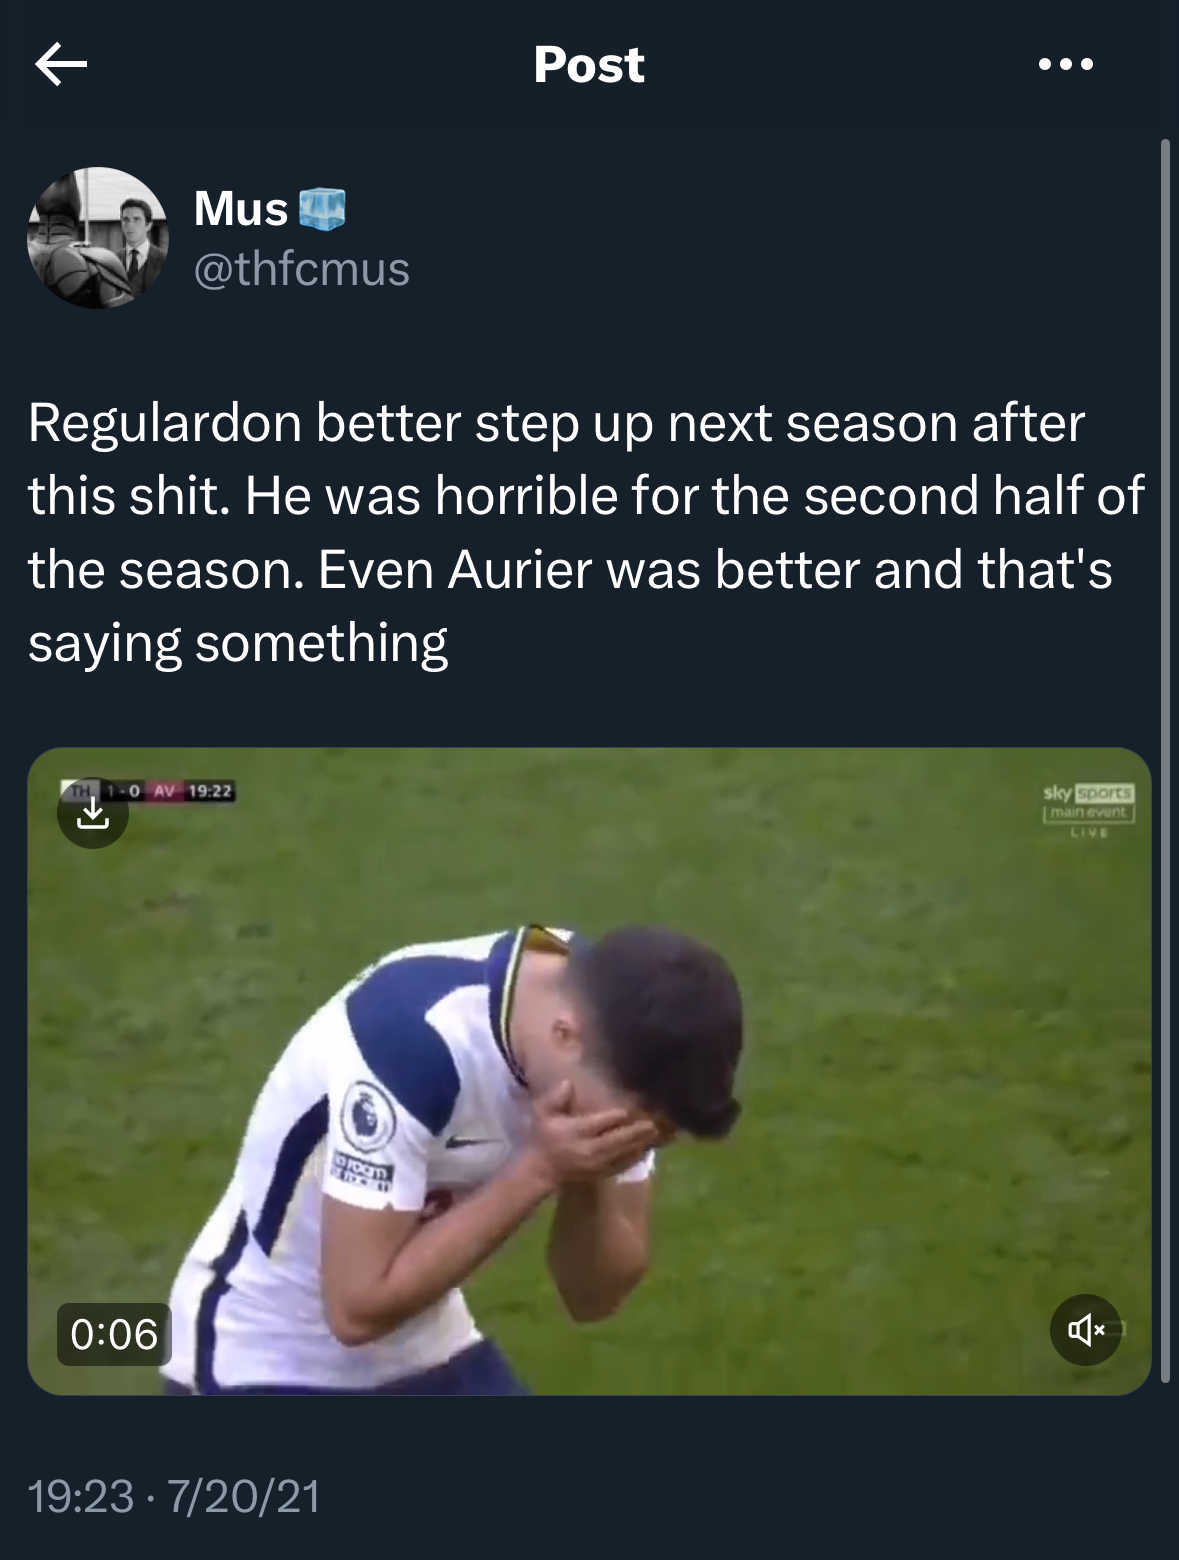 Post
Mus
@thfcmus
Regulardon better step up next season after
this shit. He was horrible for the second half of
the season. Even Aurier was better and that's
saying something
TH 1-0 AV 19:22
sky sports
main event
LIVE
0:06
19:23 · 7/20/21